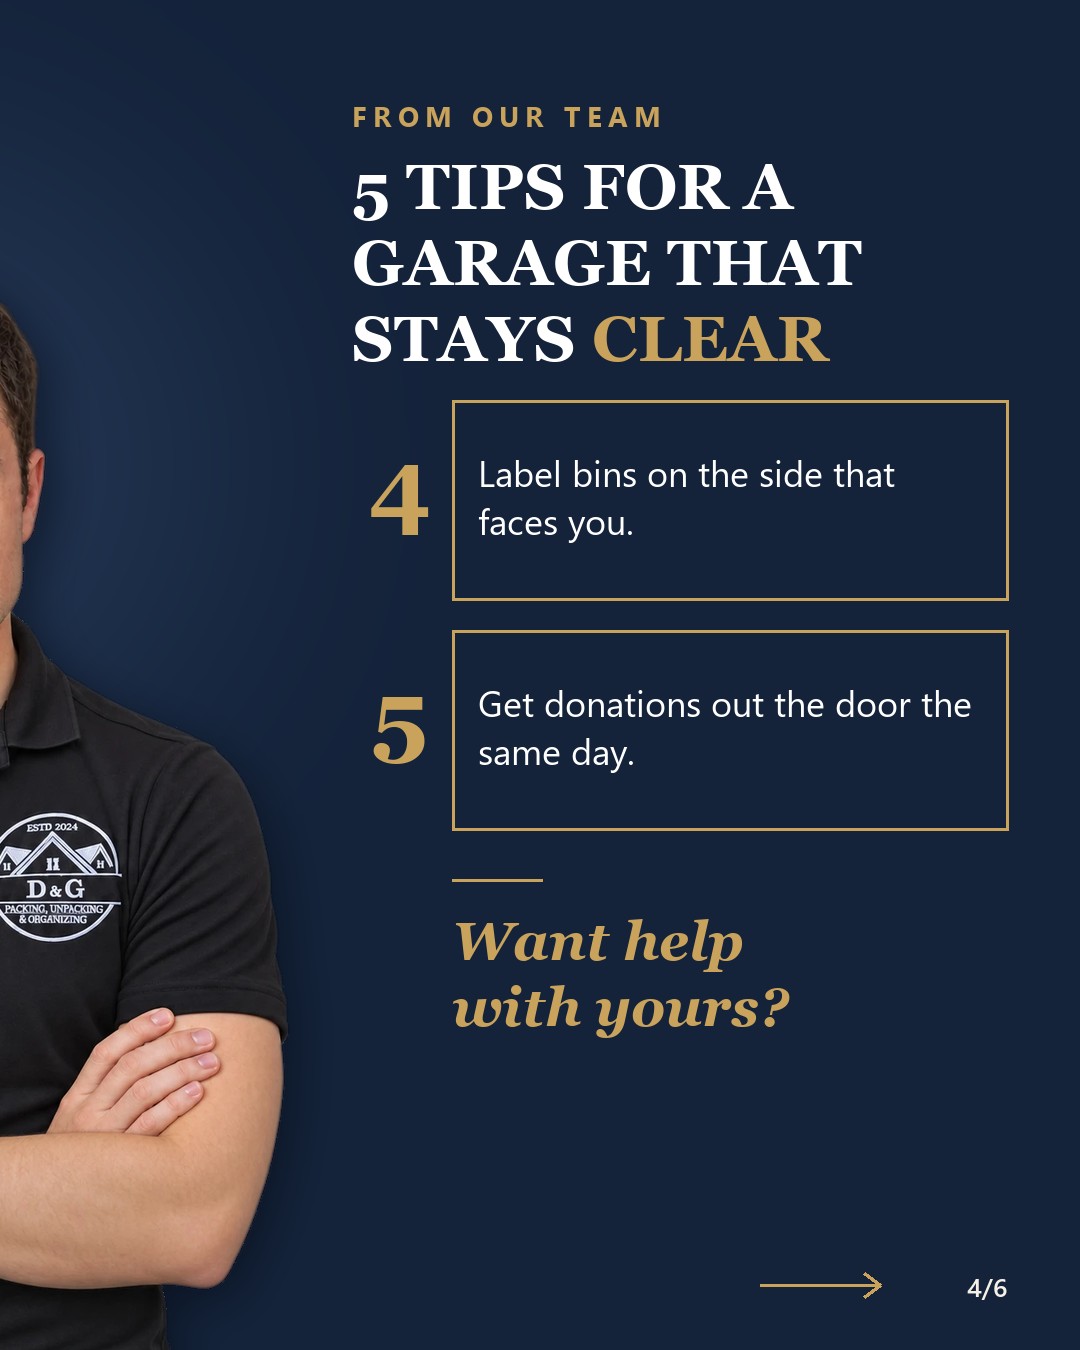 FROM OUR TEAM
5 TIPS FOR A
GARAGE THAT
STAYS CLEAR
4
Label bins on the side that
faces you.
5
Get donations out the door the
same day.
ESTD 2024
H
D&G
PACKING, UNPACKING
& ORGANIZING
Want help
with yours?
4/6